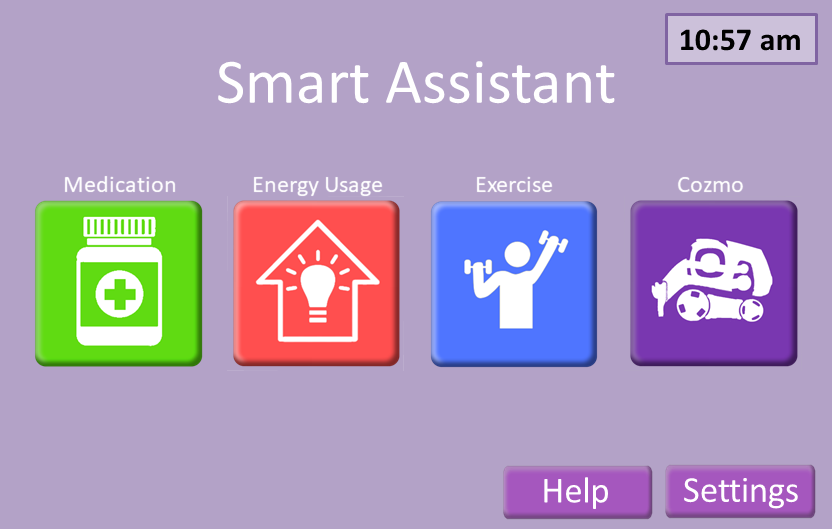 10:57 am
Smart Assistant
Medication
Energy Usage
Exercise
Cozmo
Help
Settings